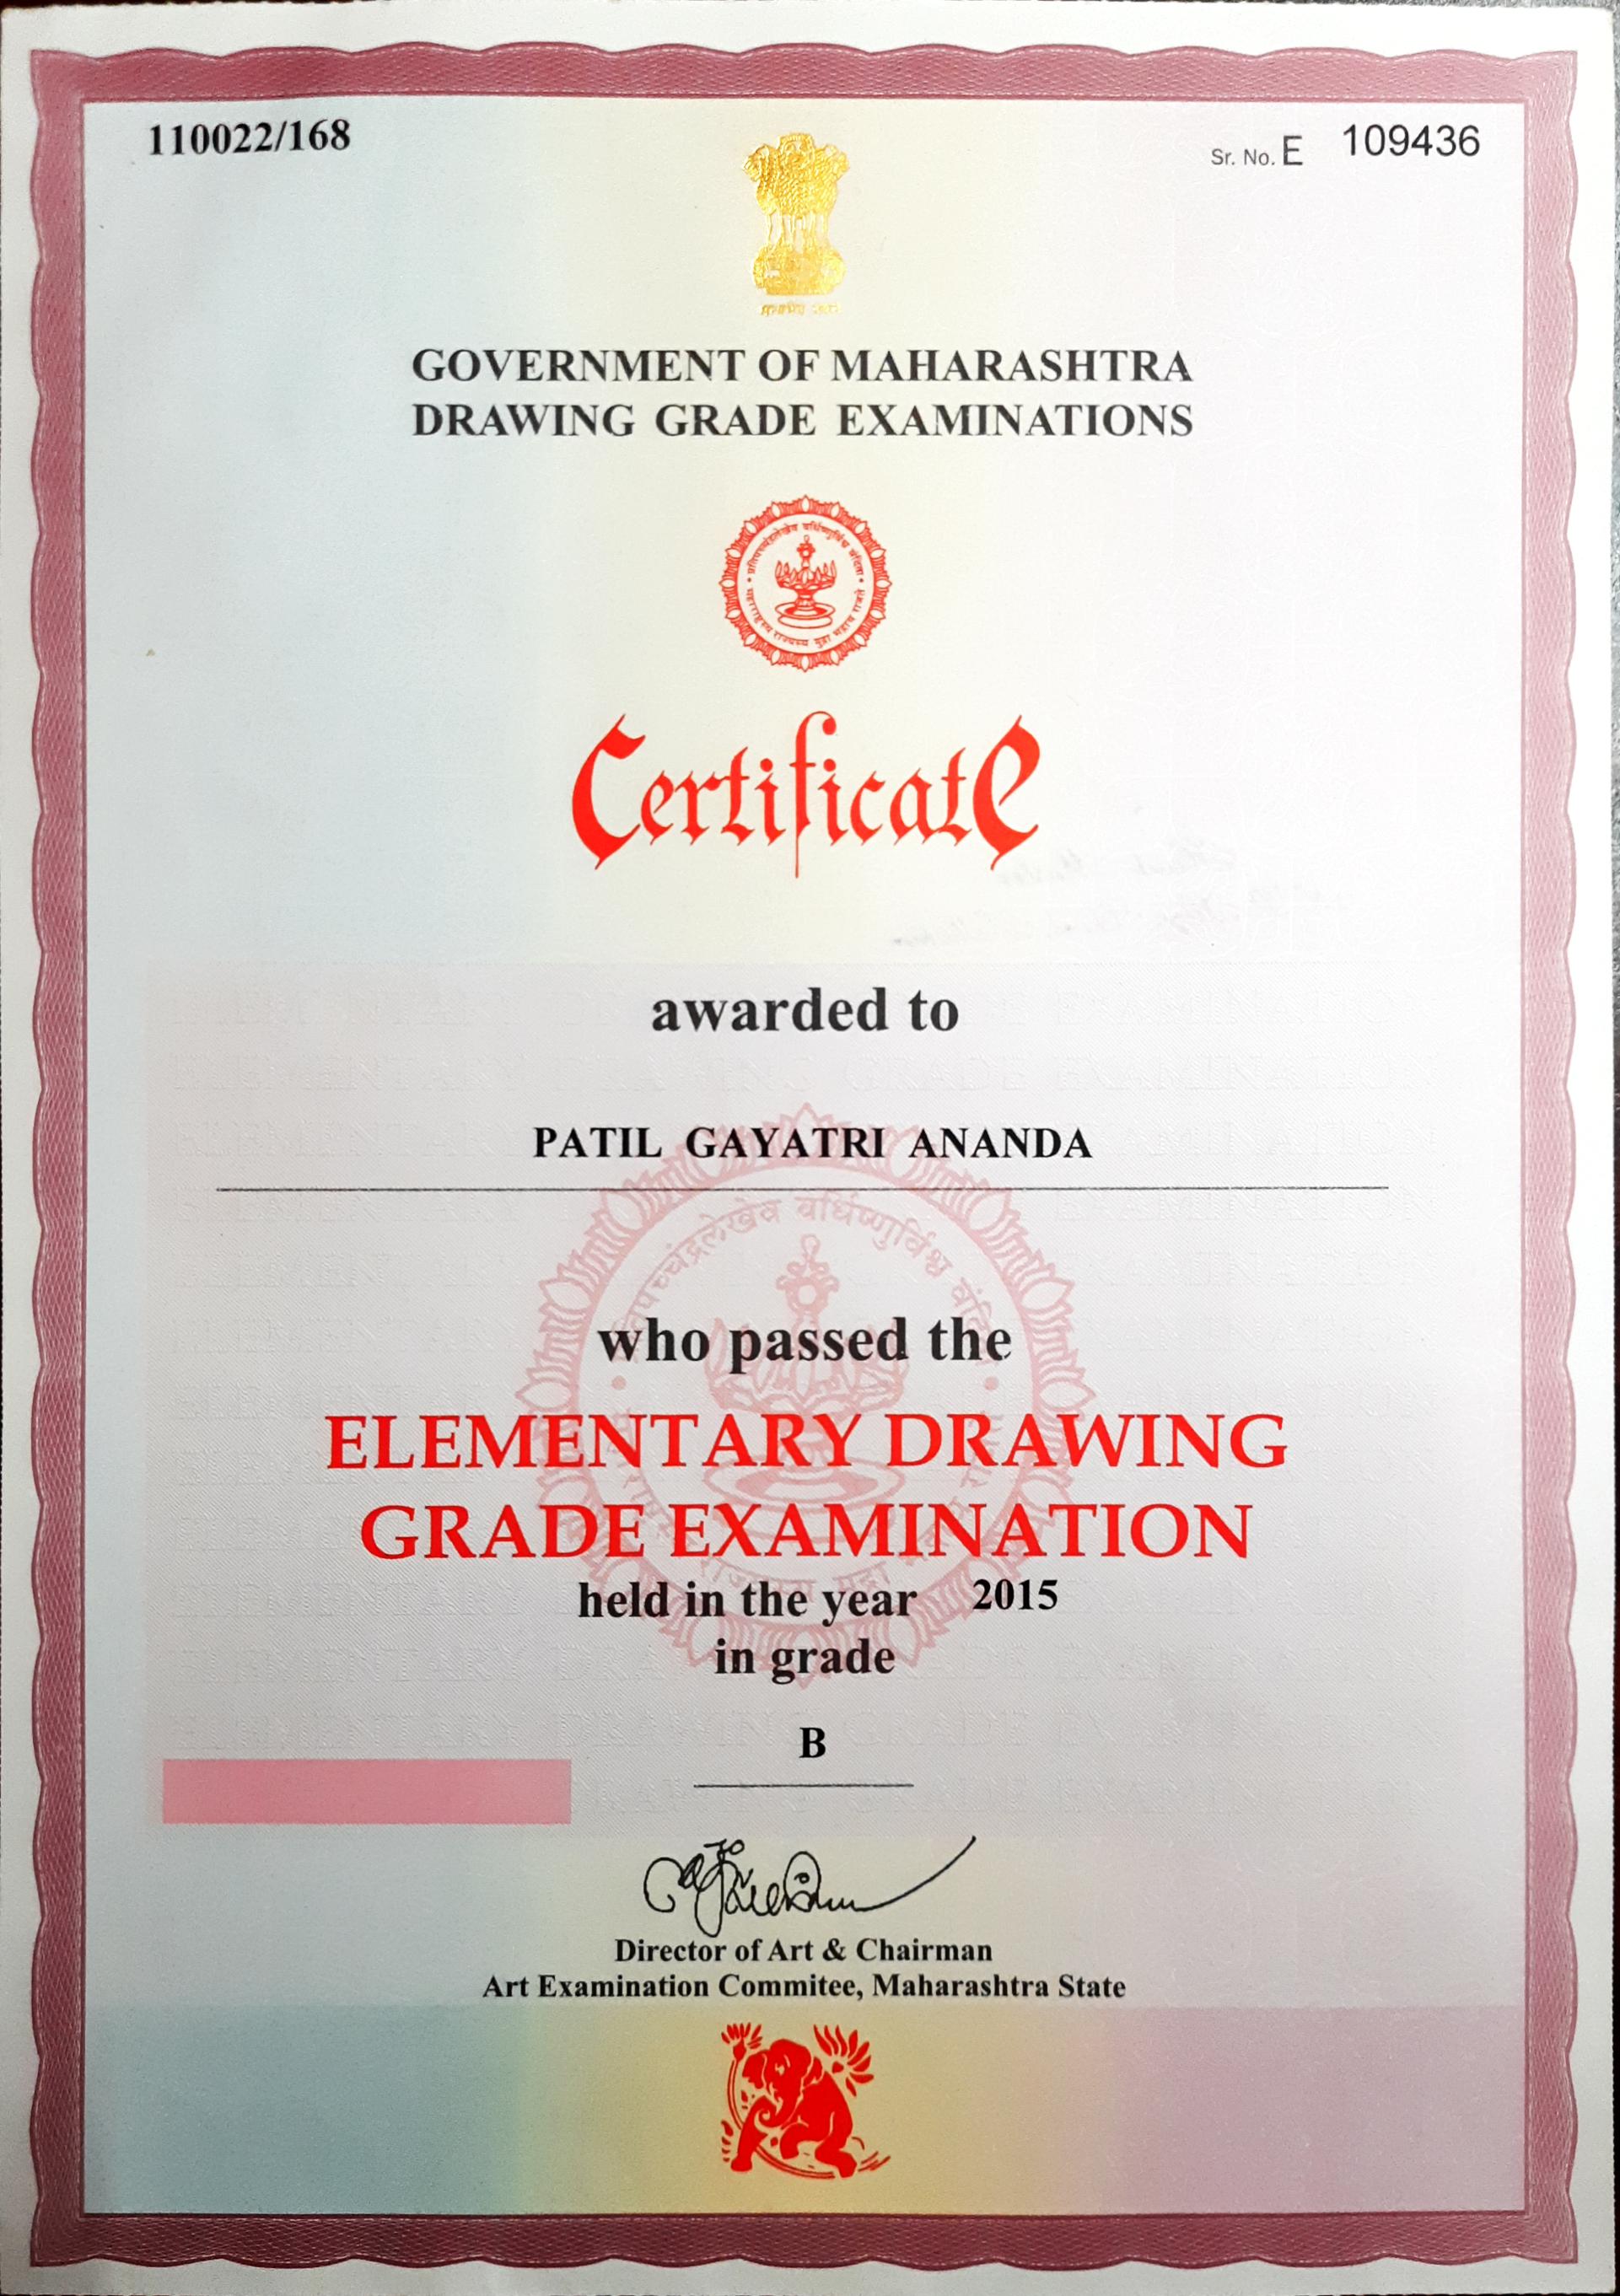 110022/168
Sr. No. E 109436
GOVERNMENT OF MAHARASHTRA
DRAWING GRADE EXAMINATIONS
Certificate
awarded to
PATIL GAYATRI ANANDA
who passed the
ELEMENTARY DRAWING
GRADE EXAMINATION
held in the year 2015
in grade
B
Director of Art & Chairman
Art Examination Commitee, Maharashtra State